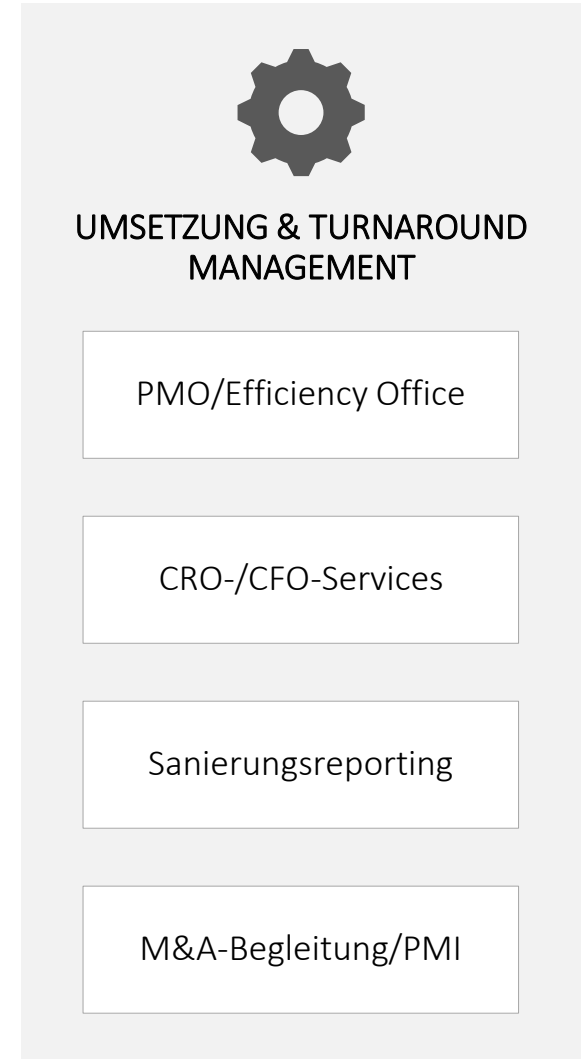 UMSETZUNG & TURNAROUND
MANAGEMENT
PMO/Efficiency Office
CRO-/CFO-Services
Sanierungsreporting
M&A-Begleitung/PMI